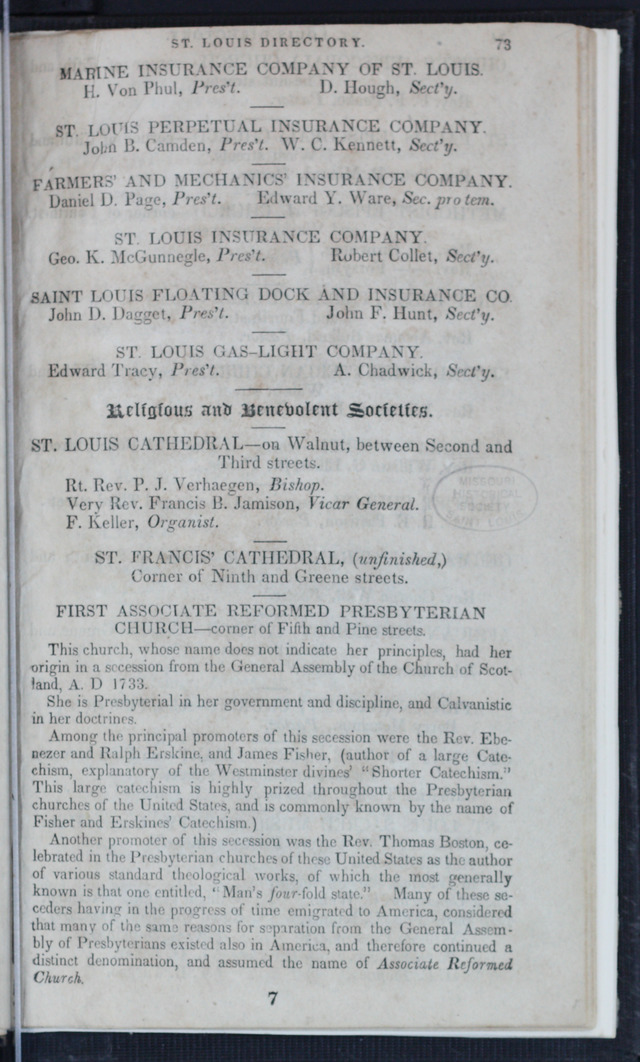 ST. LOUIS DIRECTORY. 73
MARINE INSURANCE COMPANY OF ST. LOUIS.
H. Von Phul, Pres't. D. Hough, Sect'y.
ST. LOUIS PERPETUAL INSURANCE COMPANY.
John B. Camden, Pres't. W. C. Kennett, Sect'y.
FARMERS' AND MECHANICS' INSURANCE COMPANY.
Daniel D. Page, Pres't. Edward Y. Ware, Sec. pro tem.
ST. LOUIS INSURANCE COMPANY.
Geo. K. McGunnegle, Pres't. Robert Collet, Sect'y.
SAINT LOUIS FLOATING DOCK AND INSURANCE CO.
John D. Dagget, Pres't. John F. Hunt, Sect'y.
ST. LOUIS GAS-LIGHT COMPANY.
Edward Tracy, Pres't. A. Chadwick, Sect'y.
Religious and Benevolent Societies.
ST. LOUIS CATHEDRAL—on Walnut, between Second and
Third streets.
Rt. Rev. P. J. Verhaegen, Bishop.
Very Rev. Francis B. Jamison, Vicar General.
F. Keller, Organist.
MISSOURI
HISTORICAL
SOCIETY
SAINT LOUIS
ST. FRANCIS' CATHEDRAL, (unfinished,)
Corner of Ninth and Greene streets.
FIRST ASSOCIATE REFORMED PRESBYTERIAN
CHURCH—corner of Fifth and Pine streets.
This church, whose name does not indicate her principles, had her
origin in a secession from the General Assembly of the Church of Scot-
land, A. D 1733.
She is Presbyterial in her government and discipline, and Calvanistic
in her doctrines.
Among the principal promoters of this secession were the Rev. Ebe-
nezer and Ralph Erskine, and James Fisher, (author of a large Cate-
chism, explanatory of the Westminster divines' "Shorter Catechism."
This large catechism is highly prized throughout the Presbyterian
churches of the United States, and is commonly known by the name of
Fisher and Erskines' Catechism.)
Another promoter of this secession was the Rev. Thomas Boston, ce-
lebrated in the Presbyterian churches of these United States as the author
of various standard theological works, of which the most generally
known is that one entitled, "Man's four-fold state." Many of these se-
ceders having in the progress of time emigrated to America, considered
that many of the same reasons for separation from the General Assem-
bly of Presbyterians existed also in America, and therefore continued a
distinct denomination, and assumed the name of Associate Reformed
Church.
7